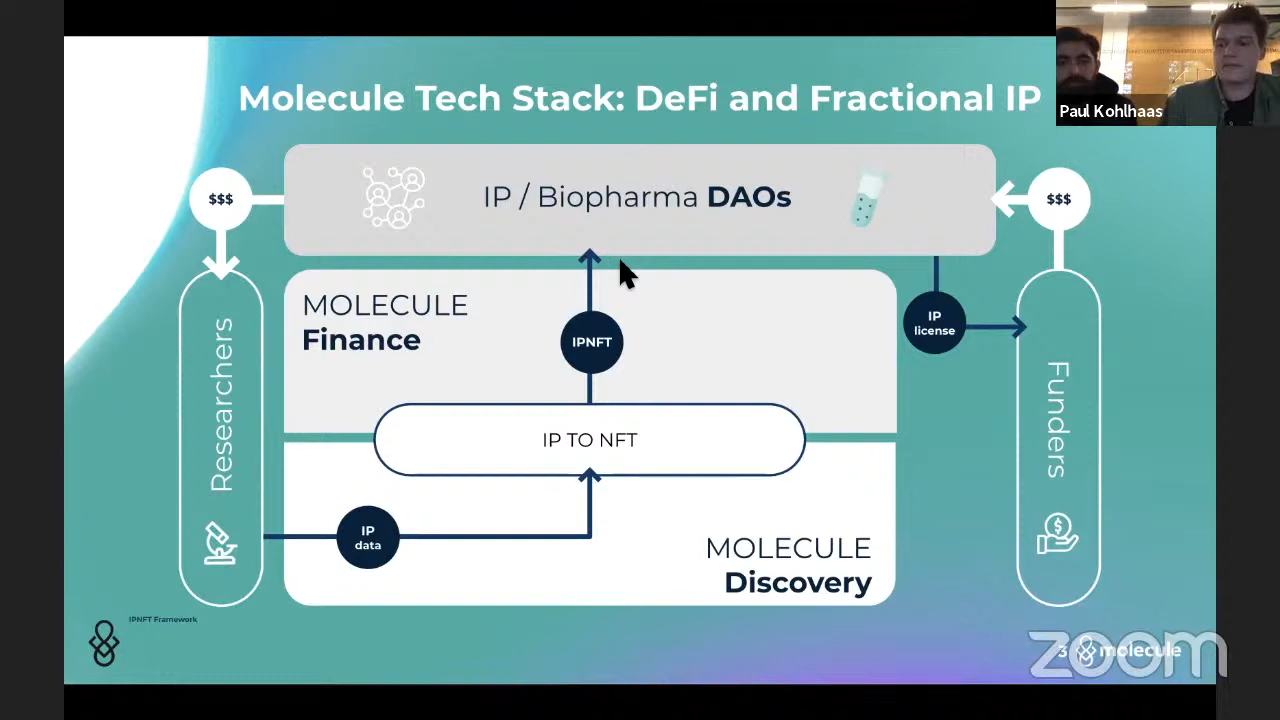 Molecule Tech Stack: DeFi and Fractional IP
Paul Kohlhaas
$$$
IP / Biopharma DAOs
$$$
MOLECULE
Finance
IPNFT
IP
license
Researchers
Funders
IP TO NFT
IP
data
MOLECULE
Discovery
IPNFT Framework
3
molecule
zoom